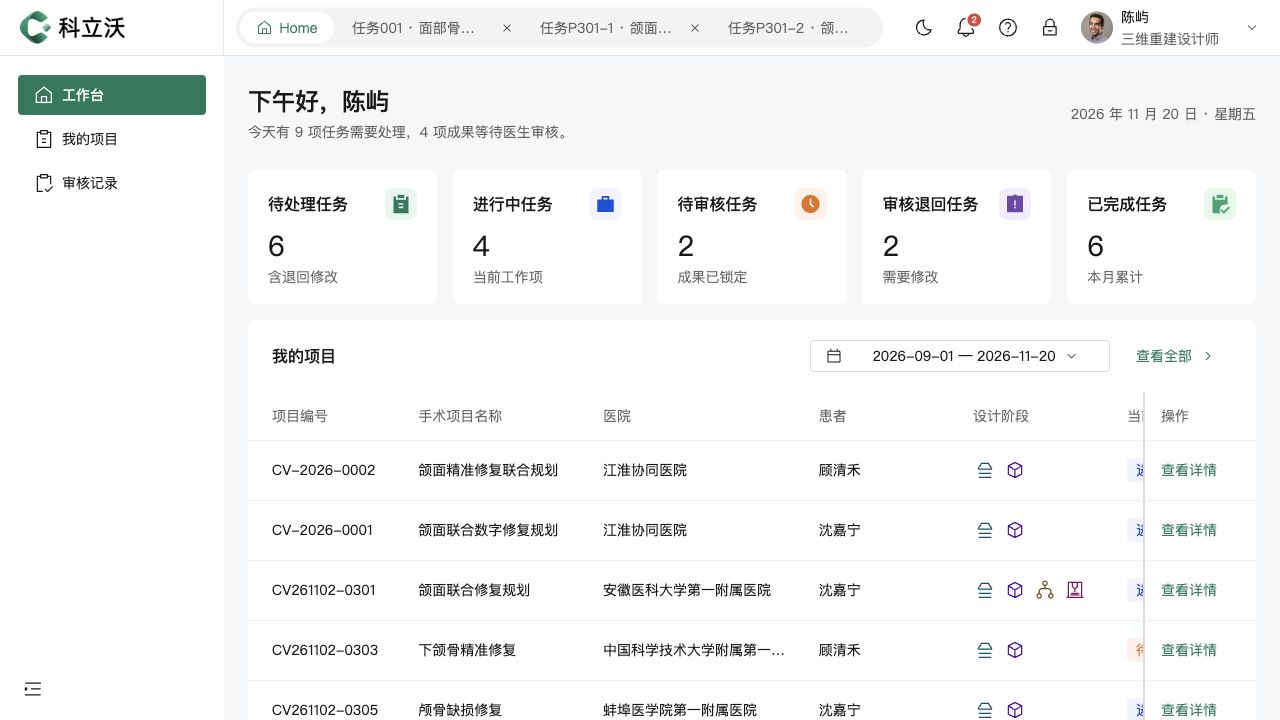 科立沃
Home
任务001 · 面部骨...
任务P301-1 · 颌面...
任务P301-2 · 颌...
2
陈屿
三维重建设计师
工作台
我的项目
审核记录
下午好，陈屿
今天有 9 项任务需要处理，4 项成果等待医生审核。
2026 年 11 月 20 日 · 星期五
待处理任务
6
含退回修改
进行中任务
4
当前工作项
待审核任务
2
成果已锁定
审核退回任务
2
需要修改
已完成任务
6
本月累计
我的项目
2026-09-01 — 2026-11-20
查看全部
项目编号 手术项目名称 医院 患者 设计阶段 操作
CV-2026-0002 颌面精准修复联合规划 江淮协同医院 顾清禾 查看详情
CV-2026-0001 颌面联合数字修复规划 江淮协同医院 沈嘉宁 查看详情
CV261102-0301 颌面联合修复规划 安徽医科大学第一附属医院 沈嘉宁 查看详情
CV261102-0303 下颌骨精准修复 中国科学技术大学附属第一... 顾清禾 查看详情
CV261102-0305 颅骨缺损修复 蚌埠医学院第一附属医院 沈嘉宁 查看详情